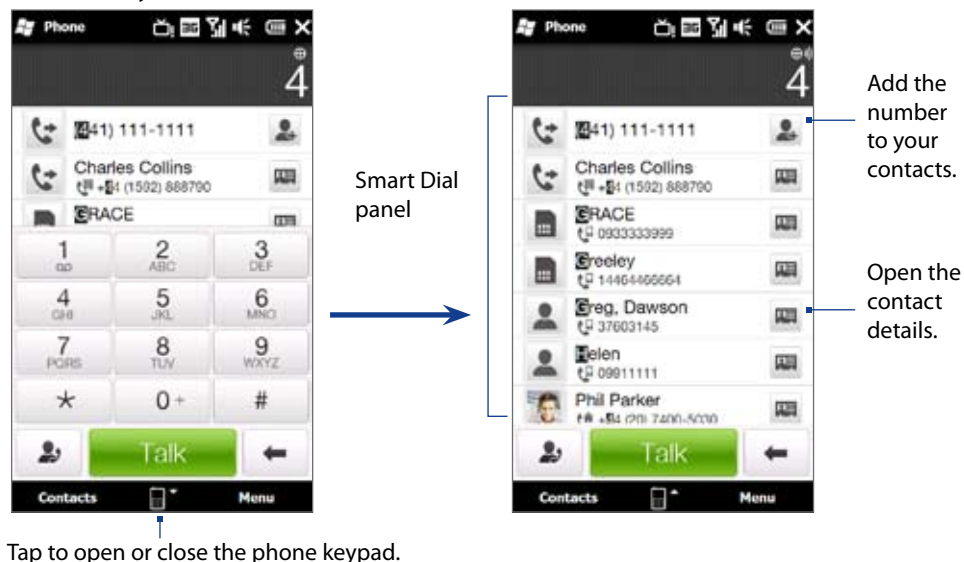 Phone
4
(441) 111-1111
Charles Collins
+44 (1592) 888790
GRACE
1
2 ABC
3 DEF
4 GHI
5 JKL
6 MNO
7 PQRS
8 TUV
9 WXYZ
* 0+ #
Talk
Contacts Menu
Tap to open or close the phone keypad.
Smart Dial
panel
Phone
4
(441) 111-1111
Charles Collins
+44 (1592) 888790
GRACE
0933333999
Greeley
14464466664
Greg, Dawson
37603145
Helen
09911111
Phil Parker
+44 (20) 7400-5030
Talk
Contacts Menu
Add the
number
to your
contacts.
Open the
contact
details.